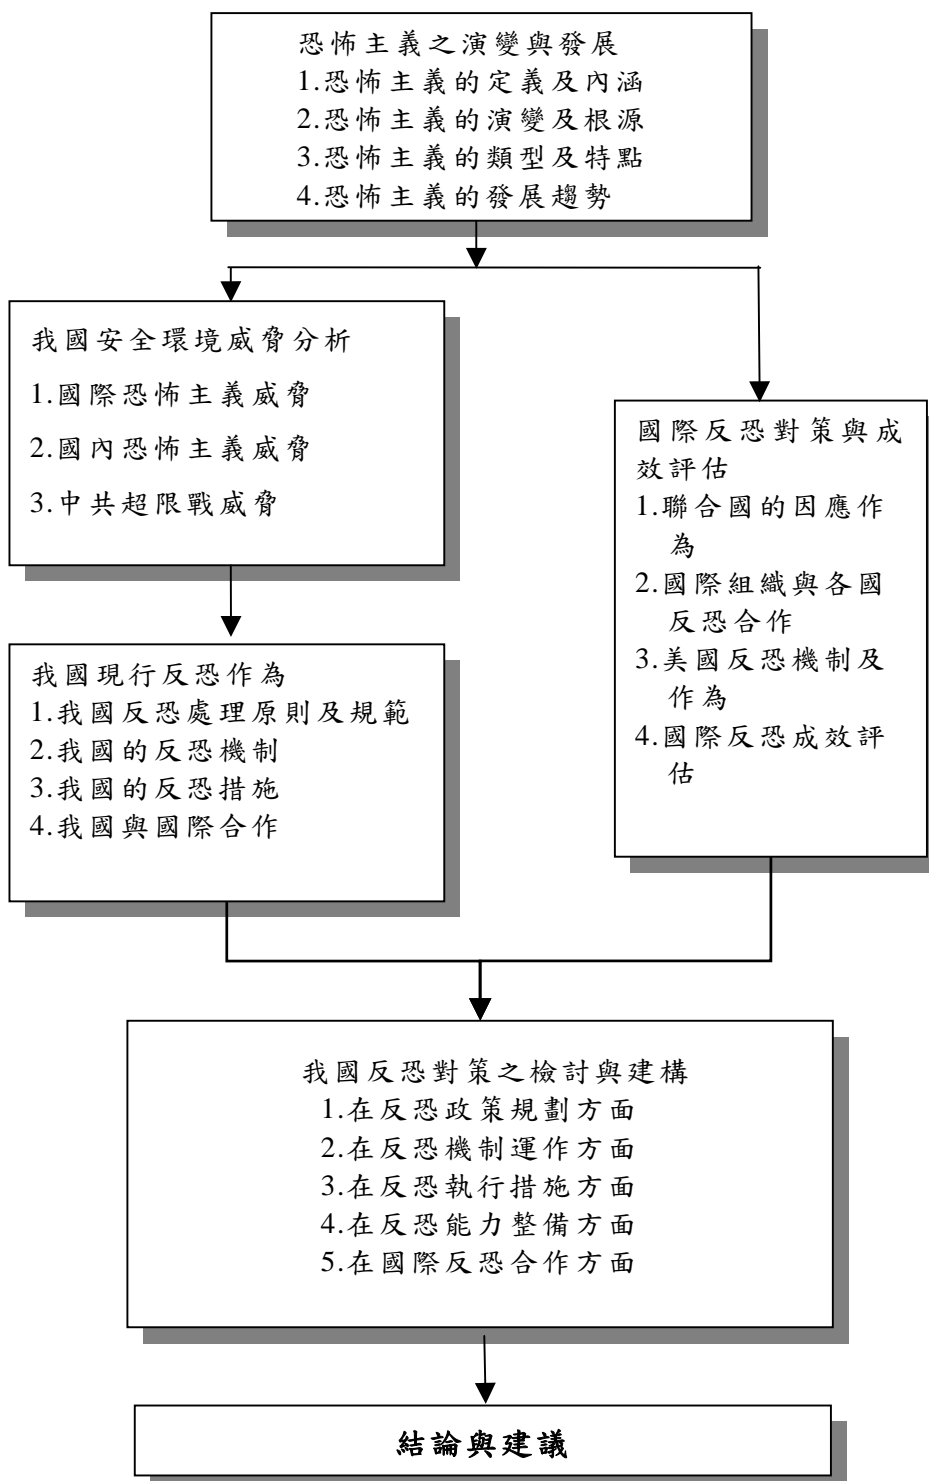 恐怖主義之演變與發展
1.恐怖主義的定義及內涵
2.恐怖主義的演變及根源
3.恐怖主義的類型及特點
4.恐怖主義的發展趨勢
我國安全環境威脅分析
1.國際恐怖主義威脅
2.國內恐怖主義威脅
3.中共超限戰威脅
國際反恐對策與成
效評估
1.聯合國的因應作
為
2.國際組織與各國
反恐合作
3.美國反恐機制及
作為
4.國際反恐成效評
估
我國現行反恐作為
1.我國反恐處理原則及規範
2.我國的反恐機制
3.我國的反恐措施
4.我國與國際合作
我國反恐對策之檢討與建構
1.在反恐政策規劃方面
2.在反恐機制運作方面
3.在反恐執行措施方面
4.在反恐能力整備方面
5.在國際反恐合作方面
結論與建議